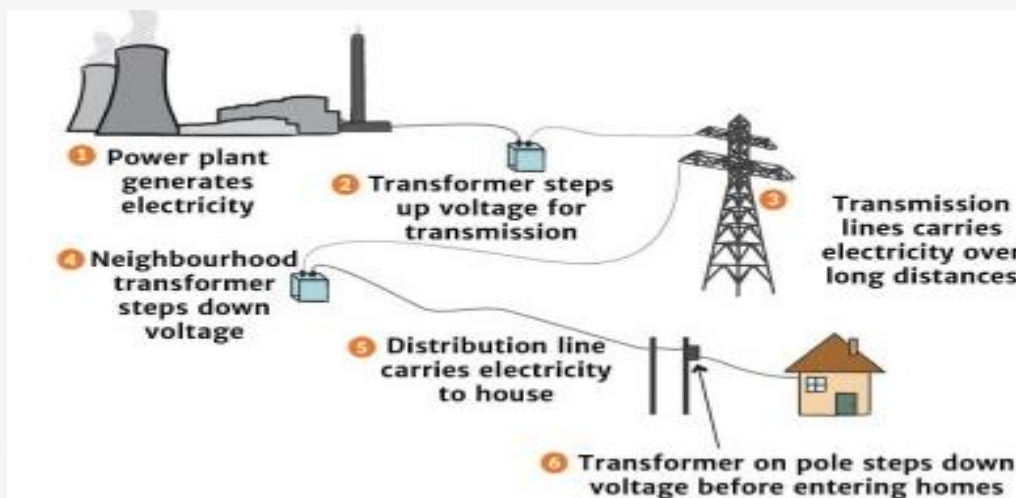 1 Power plant
generates
electricity
2 Transformer steps
up voltage for
transmission
3 Transmission
lines carries
electricity over
long distances
4 Neighbourhood
transformer
steps down
voltage
5 Distribution line
carries electricity
to house
6 Transformer on pole steps down
voltage before entering homes